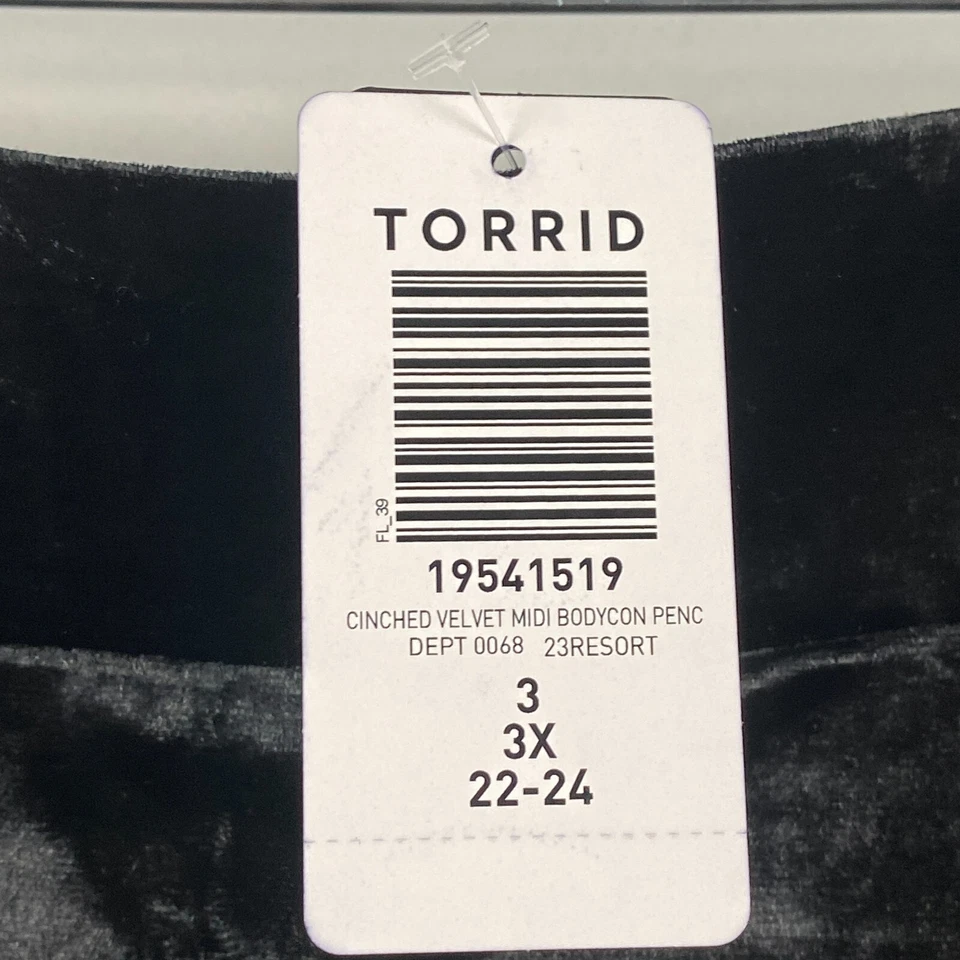 TORRID
FL_39
19541519
CINCHED VELVET MIDI BODYCON PENC
DEPT 0068 23RESORT
3
3X
22-24